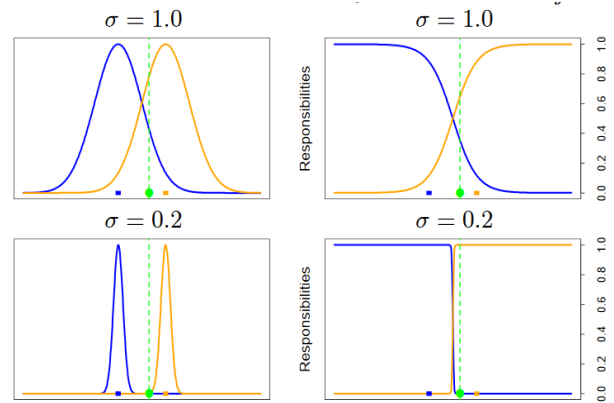 σ = 1.0
σ = 1.0
Responsibilities
0.0 0.2 0.4 0.6 0.8 1.0
σ = 0.2
σ = 0.2
Responsibilities
0.0 0.2 0.4 0.6 0.8 1.0